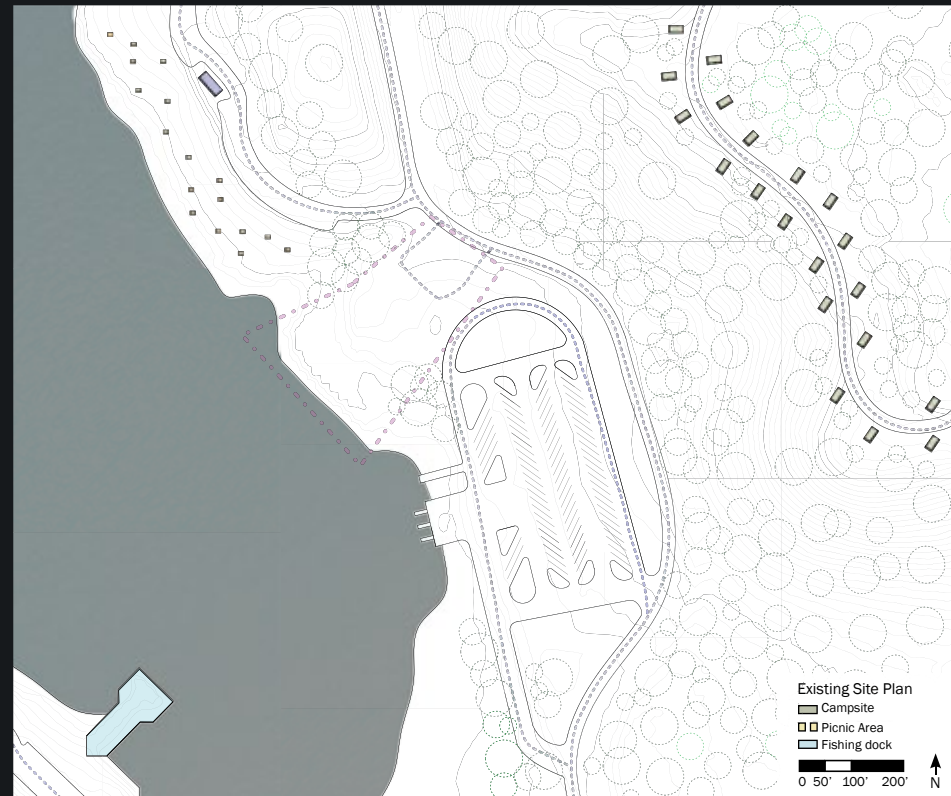 Existing Site Plan
Campsite
Picnic Area
Fishing dock
0 50' 100' 200'
N